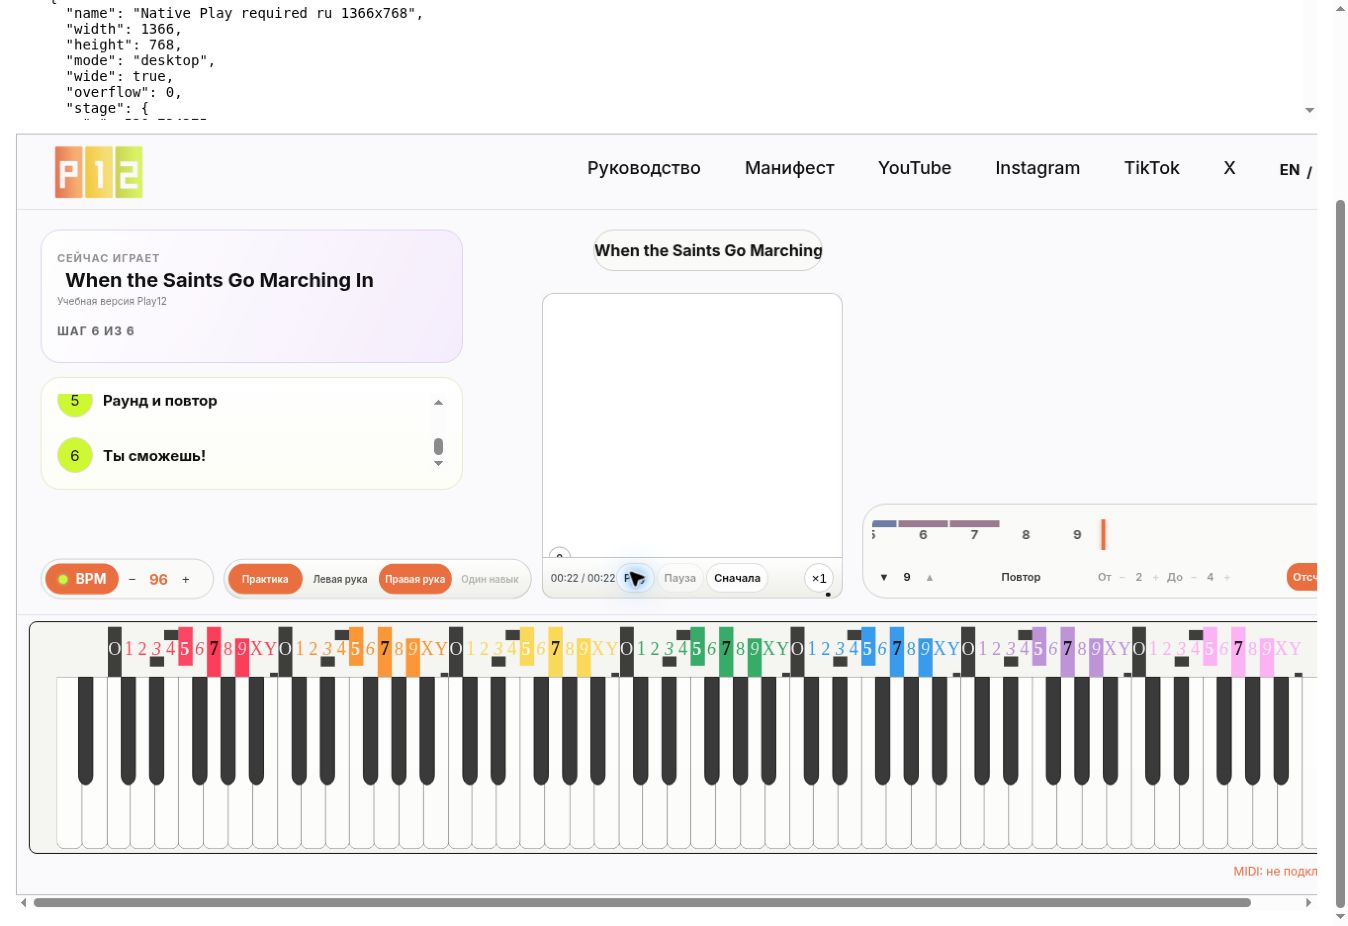 "name": "Native Play required ru 1366x768",
"width": 1366,
"height": 768,
"mode": "desktop",
"wide": true,
"overflow": 0,
"stage": {
P12
Руководство Манифест YouTube Instagram TikTok X EN /
СЕЙЧАС ИГРАЕТ
When the Saints Go Marching In
Учебная версия Play12
ШАГ 6 ИЗ 6
When the Saints Go Marching
5 Раунд и повтор
6 Ты сможешь!
5 6 7 8 9
▼ 9 ▲ Повтор От − 2 + До − 4 +
BPM − 96 +
Практика Левая рука Правая рука Один навык
00:22 / 00:22 Пауза Сначала ×1
O 1 2 3 4 5 6 7 8 9 X Y O 1 2 3 4 5 6 7 8 9 X Y O 1 2 3 4 5 6 7 8 9 X Y O 1 2 3 4 5 6 7 8 9 X Y O 1 2 3 4 5 6 7 8 9 X Y O 1 2 3 4 5 6 7 8 9 X Y O 1 2 3 4 5 6 7 8 9 X Y
MIDI: не